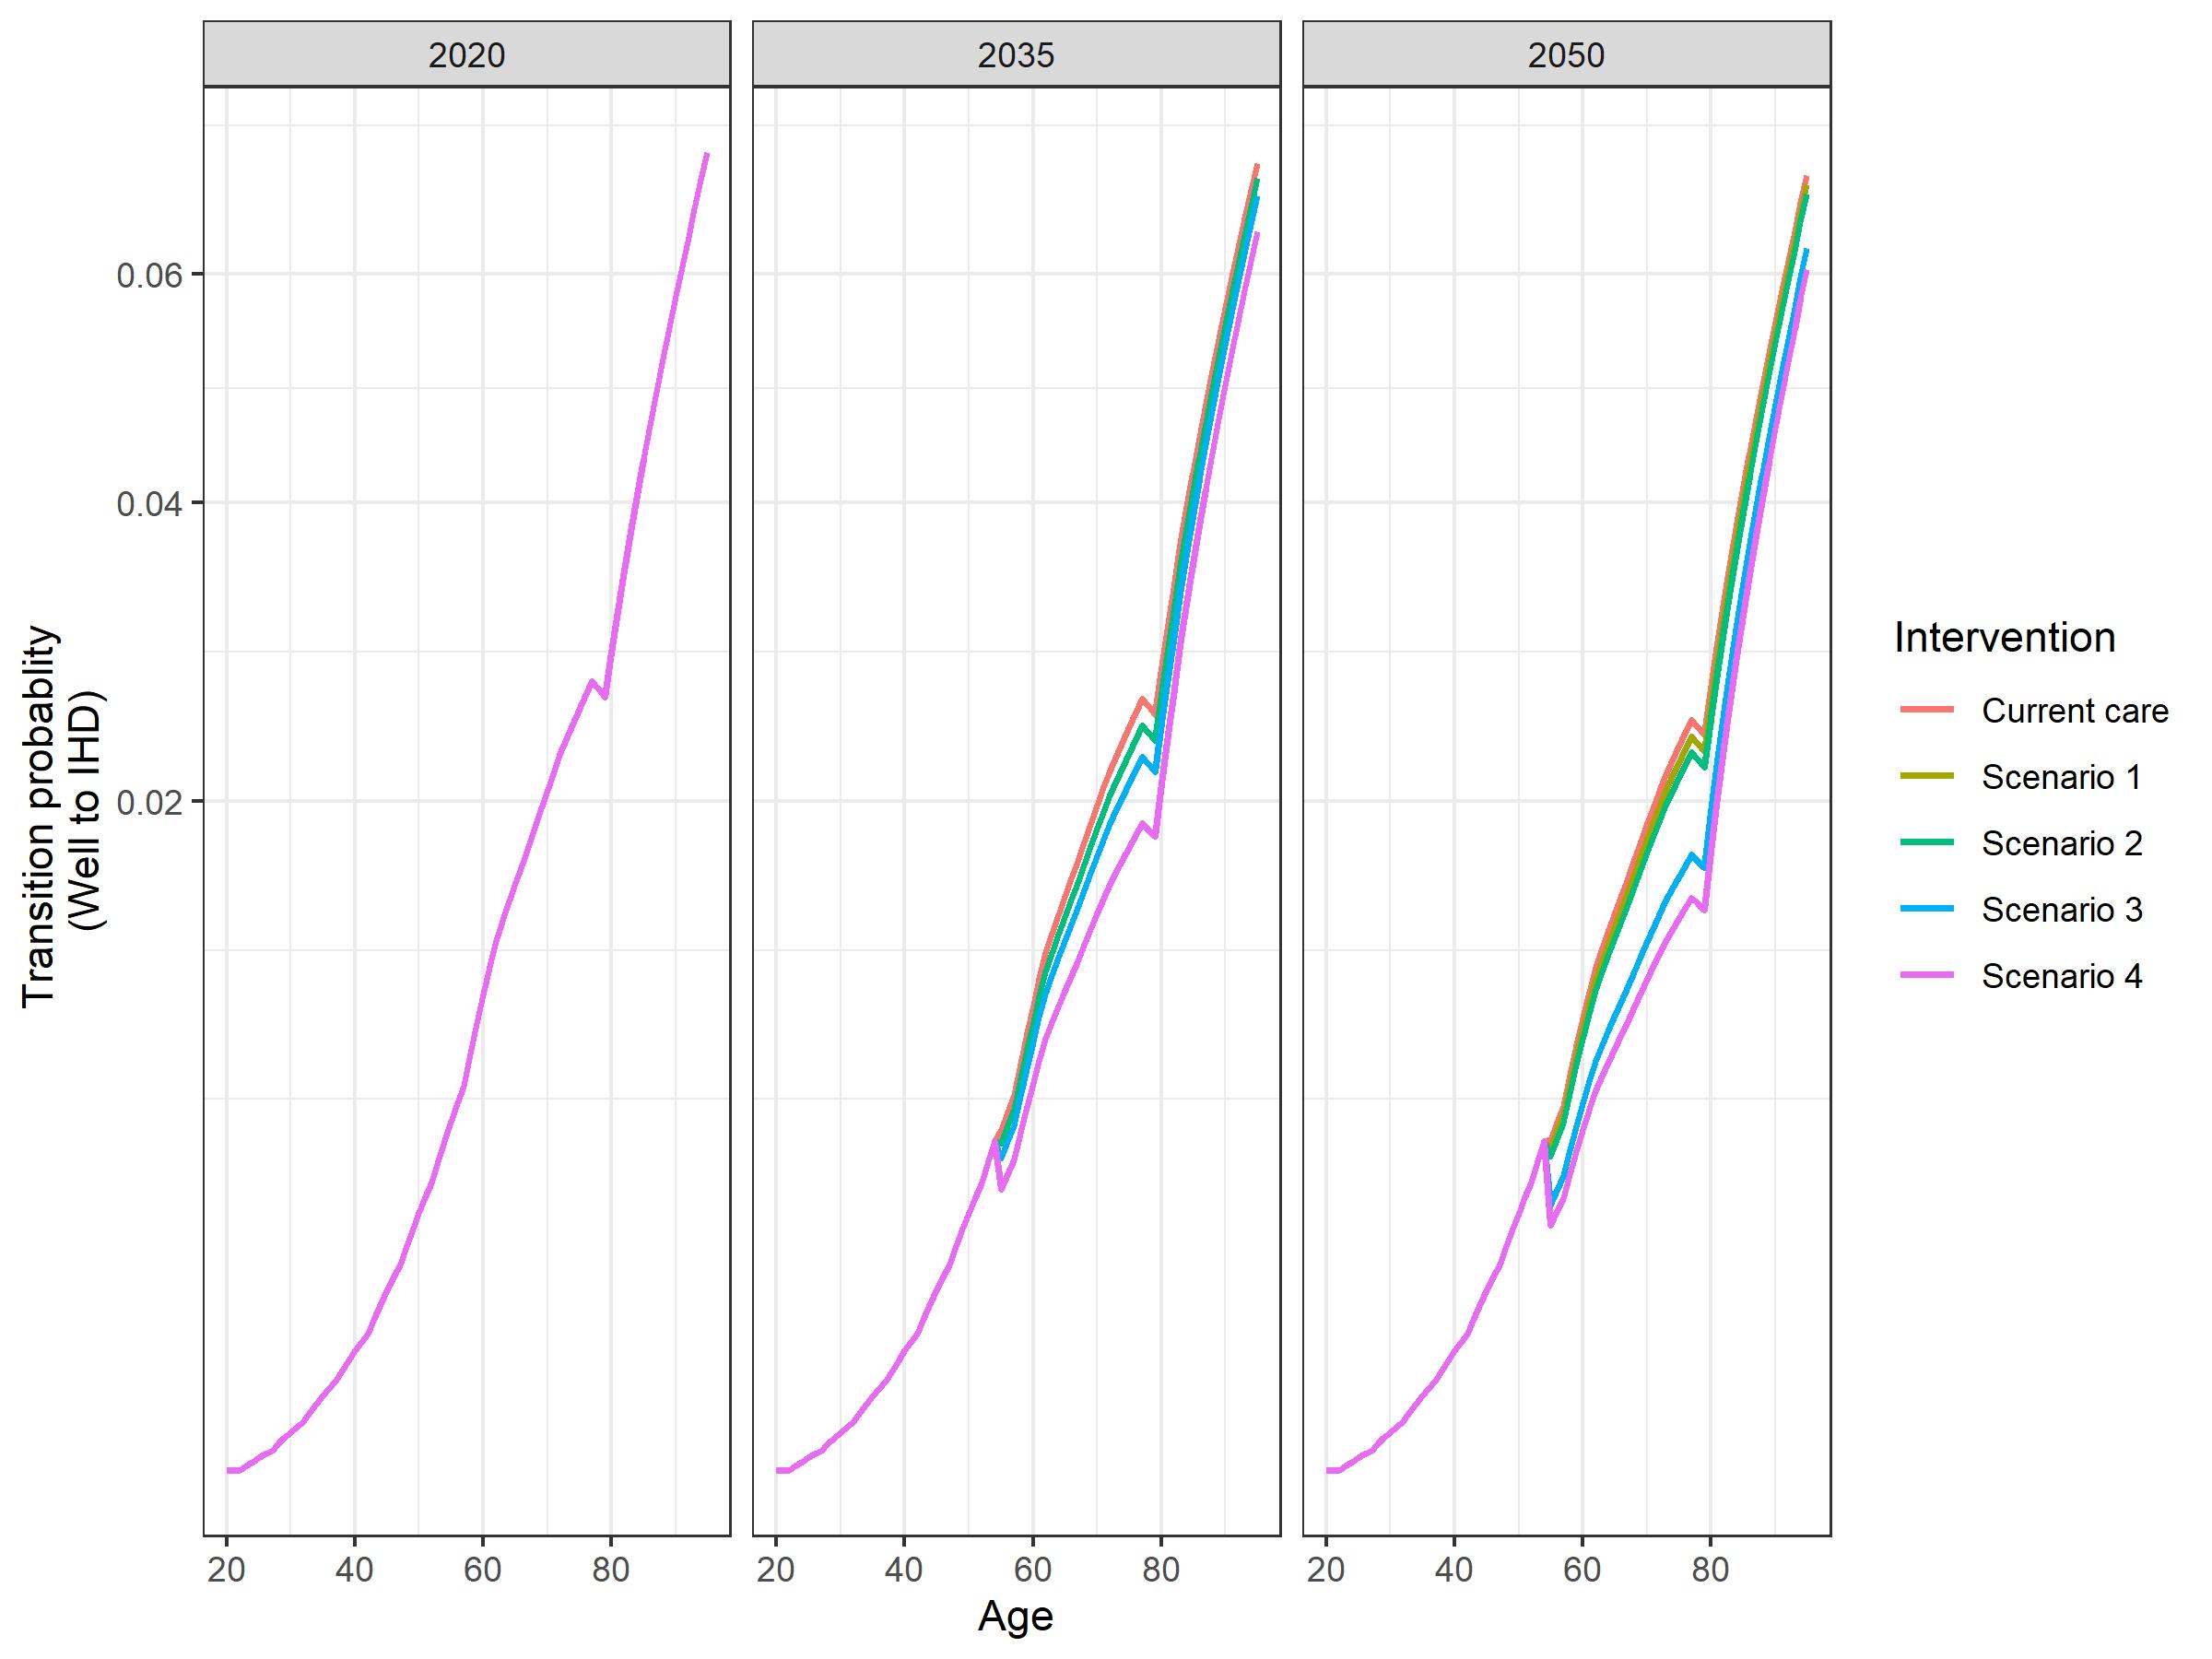 2020 2035 2050
Transition probablity
(Well to IHD)
0.06
0.04
0.02
20 40 60 80 20 40 60 80 20 40 60 80
Age
Intervention
Current care
Scenario 1
Scenario 2
Scenario 3
Scenario 4